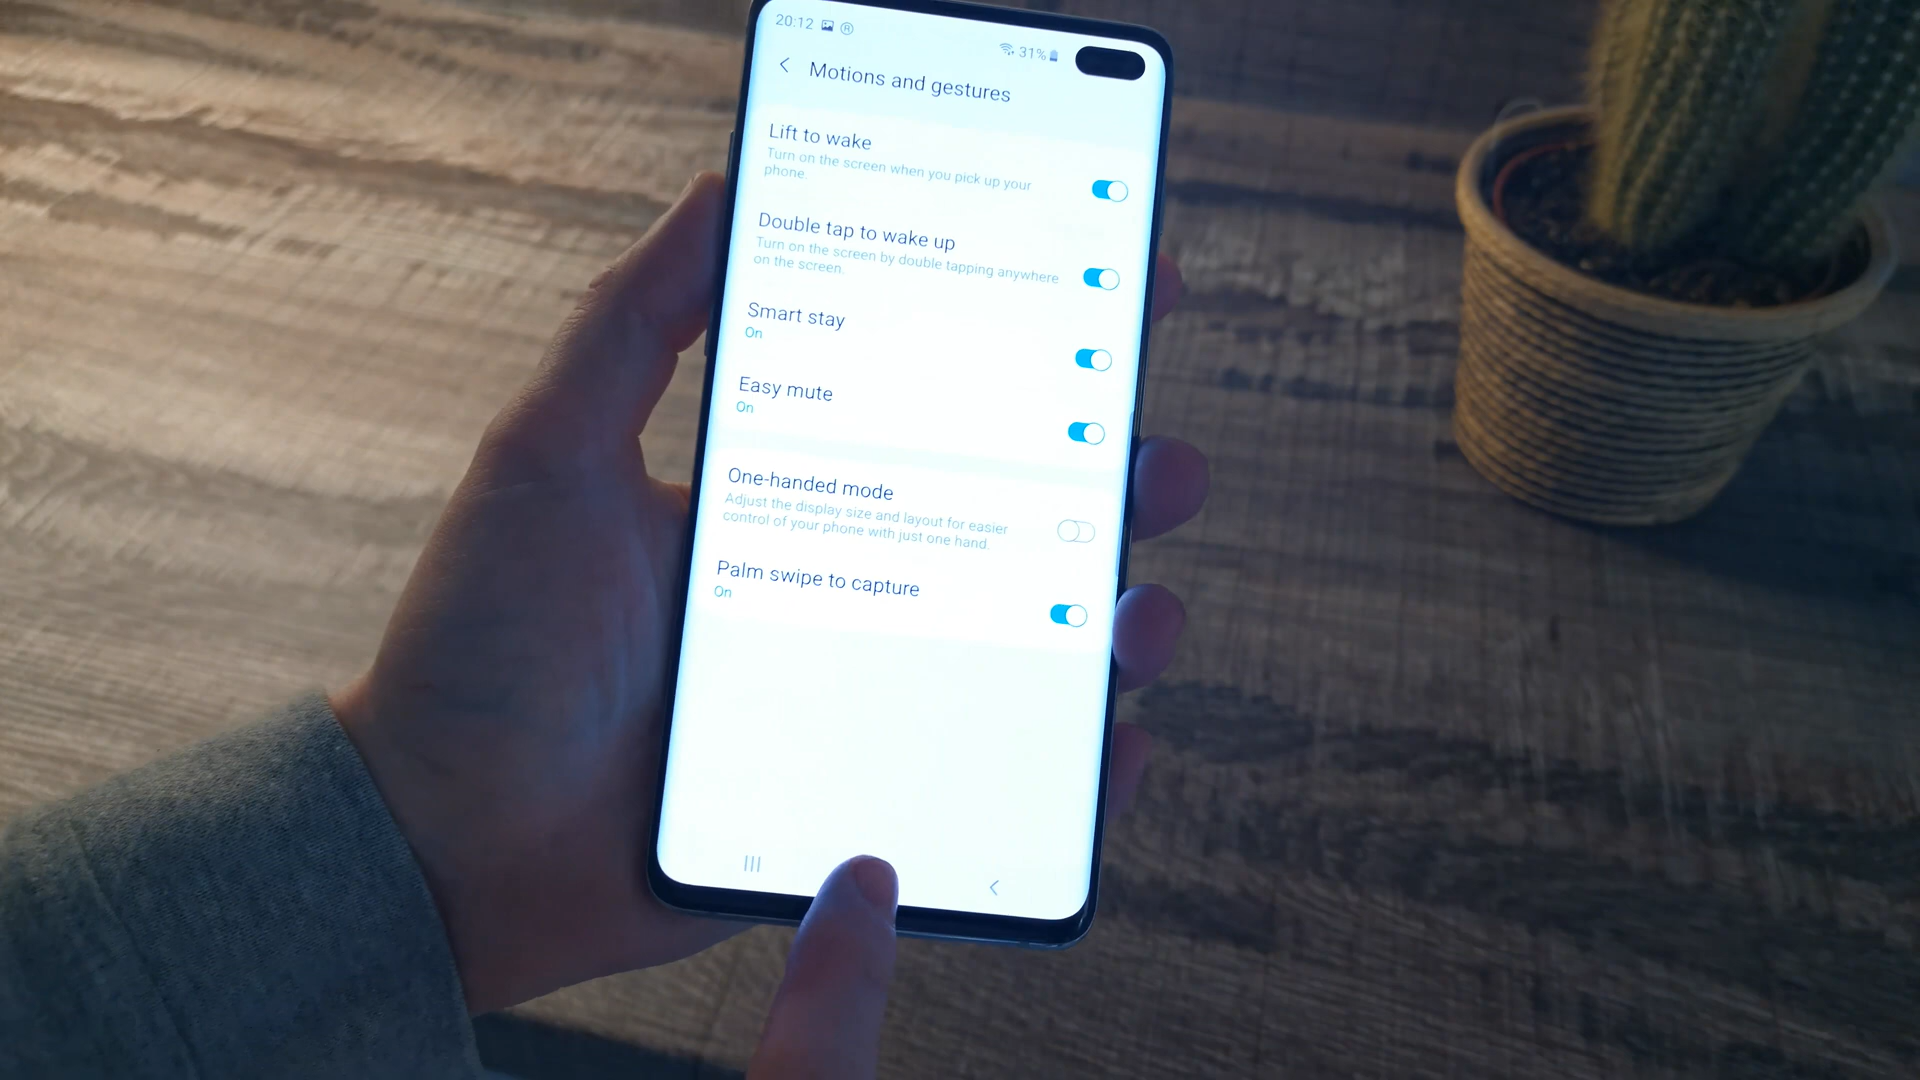 20:12 ® 31%
Motions and gestures
Lift to wake
Turn on the screen when you pick up your
phone.
Double tap to wake up
Turn on the screen by double tapping anywhere
on the screen.
Smart stay
On
Easy mute
On
One-handed mode
Adjust the display size and layout for easier
control of your phone with just one hand.
Palm swipe to capture
On